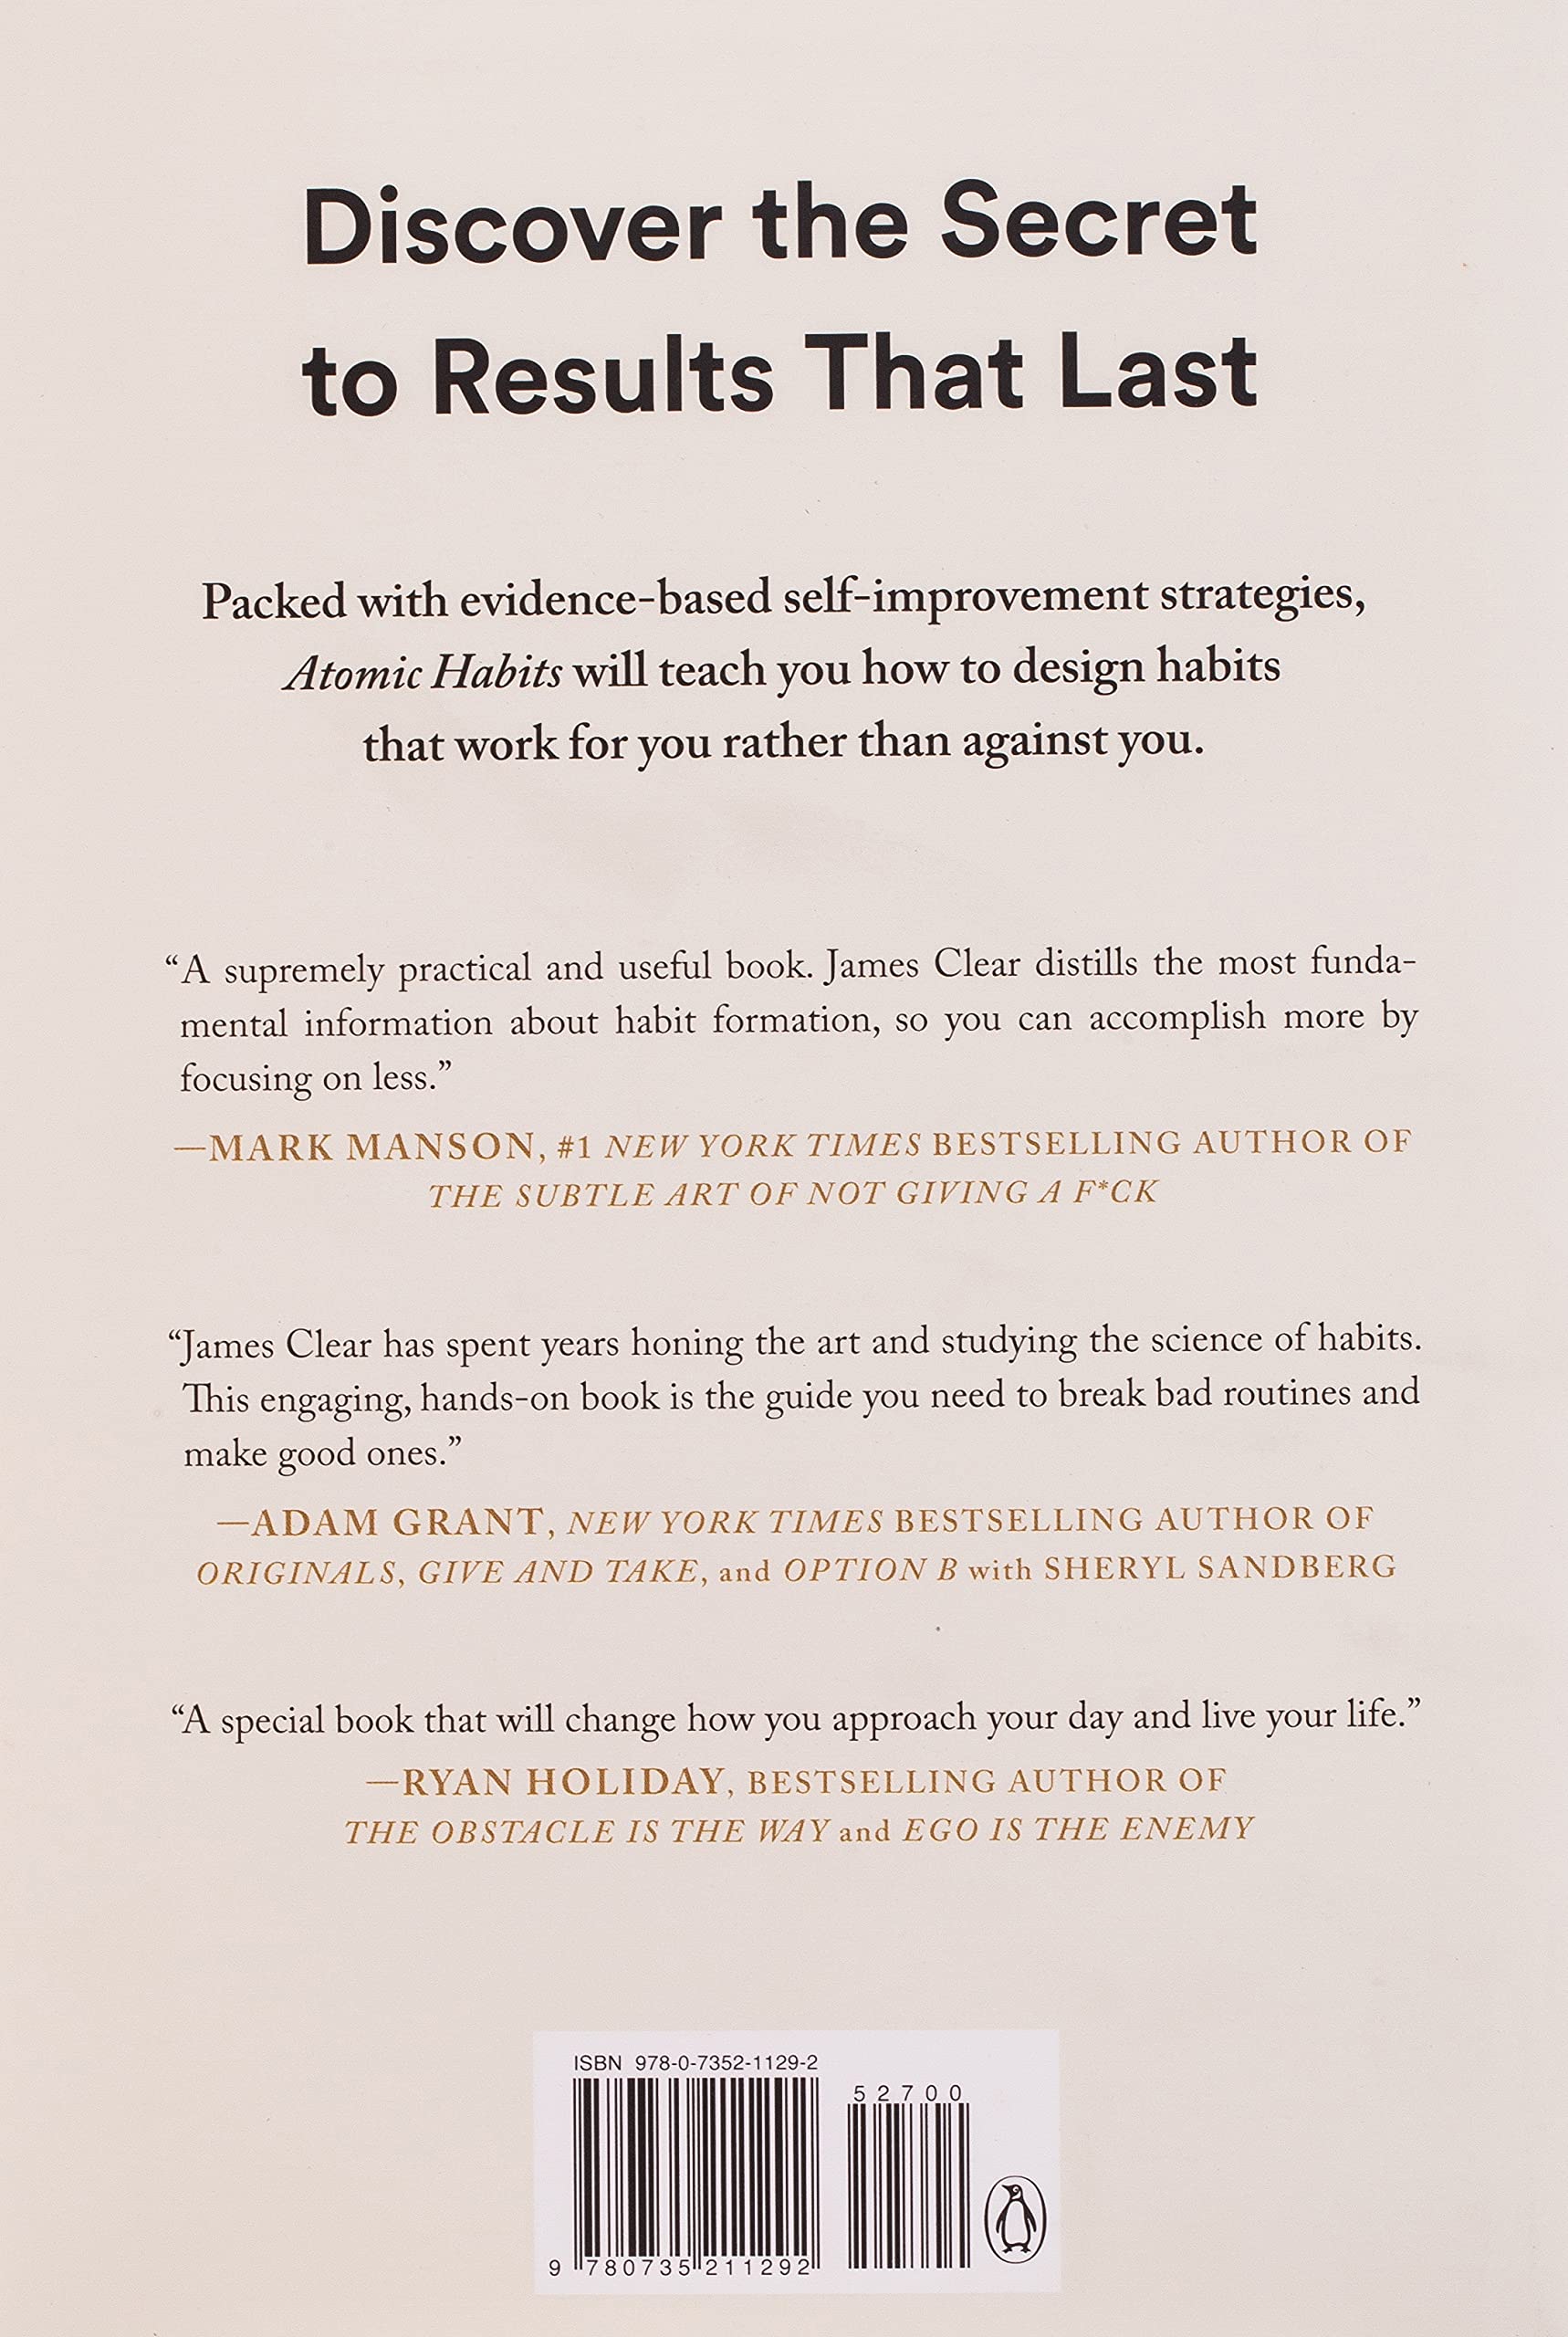 Discover the Secret
to Results That Last
Packed with evidence-based self-improvement strategies,
Atomic Habits will teach you how to design habits
that work for you rather than against you.
“A supremely practical and useful book. James Clear distills the most funda-
mental information about habit formation, so you can accomplish more by
focusing on less.”
—MARK MANSON, #1 NEW YORK TIMES BESTSELLING AUTHOR OF
THE SUBTLE ART OF NOT GIVING A F*CK
“James Clear has spent years honing the art and studying the science of habits.
This engaging, hands-on book is the guide you need to break bad routines and
make good ones.”
—ADAM GRANT, NEW YORK TIMES BESTSELLING AUTHOR OF
ORIGINALS, GIVE AND TAKE, and OPTION B with SHERYL SANDBERG
“A special book that will change how you approach your day and live your life.”
—RYAN HOLIDAY, BESTSELLING AUTHOR OF
THE OBSTACLE IS THE WAY and EGO IS THE ENEMY
ISBN 978-0-7352-1129-2
52700
9 780735 211292